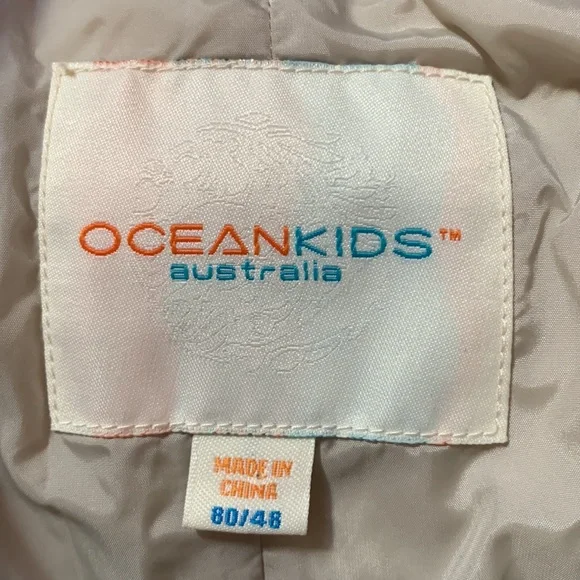 OCEANKIDS™
australia
MADE IN
CHINA
80/48